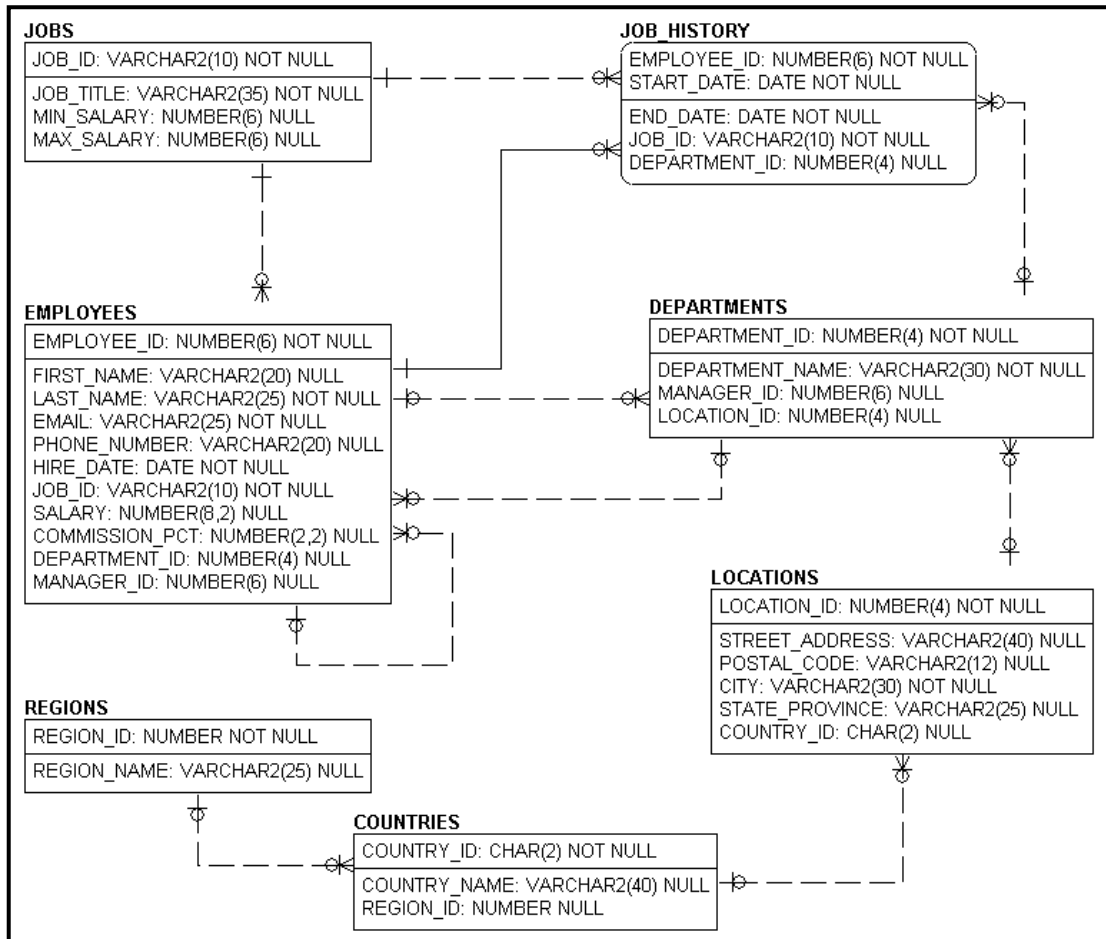 JOBS
JOB_ID: VARCHAR2(10) NOT NULL
JOB_TITLE: VARCHAR2(35) NOT NULL
MIN_SALARY: NUMBER(6) NULL
MAX_SALARY: NUMBER(6) NULL
JOB_HISTORY
EMPLOYEE_ID: NUMBER(6) NOT NULL
START_DATE: DATE NOT NULL
END_DATE: DATE NOT NULL
JOB_ID: VARCHAR2(10) NOT NULL
DEPARTMENT_ID: NUMBER(4) NULL
EMPLOYEES
EMPLOYEE_ID: NUMBER(6) NOT NULL
FIRST_NAME: VARCHAR2(20) NULL
LAST_NAME: VARCHAR2(25) NOT NULL
EMAIL: VARCHAR2(25) NOT NULL
PHONE_NUMBER: VARCHAR2(20) NULL
HIRE_DATE: DATE NOT NULL
JOB_ID: VARCHAR2(10) NOT NULL
SALARY: NUMBER(8,2) NULL
COMMISSION_PCT: NUMBER(2,2) NULL
DEPARTMENT_ID: NUMBER(4) NULL
MANAGER_ID: NUMBER(6) NULL
DEPARTMENTS
DEPARTMENT_ID: NUMBER(4) NOT NULL
DEPARTMENT_NAME: VARCHAR2(30) NOT NULL
MANAGER_ID: NUMBER(6) NULL
LOCATION_ID: NUMBER(4) NULL
LOCATIONS
LOCATION_ID: NUMBER(4) NOT NULL
STREET_ADDRESS: VARCHAR2(40) NULL
POSTAL_CODE: VARCHAR2(12) NULL
CITY: VARCHAR2(30) NOT NULL
STATE_PROVINCE: VARCHAR2(25) NULL
COUNTRY_ID: CHAR(2) NULL
REGIONS
REGION_ID: NUMBER NOT NULL
REGION_NAME: VARCHAR2(25) NULL
COUNTRIES
COUNTRY_ID: CHAR(2) NOT NULL
COUNTRY_NAME: VARCHAR2(40) NULL
REGION_ID: NUMBER NULL